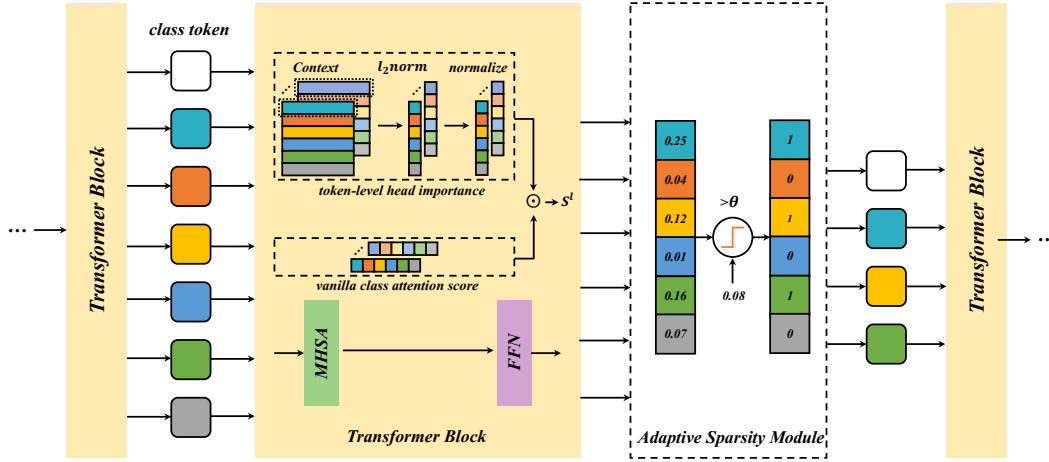 ...
Transformer Block
class token
Context
l₂norm
normalize
token-level head importance
⊙
Sˡ
vanilla class attention score
MHSA
FFN
Transformer Block
0.25
0.04
0.12
0.01
0.16
0.07
>θ
0.08
1
0
1
0
1
0
Adaptive Sparsity Module
Transformer Block
..